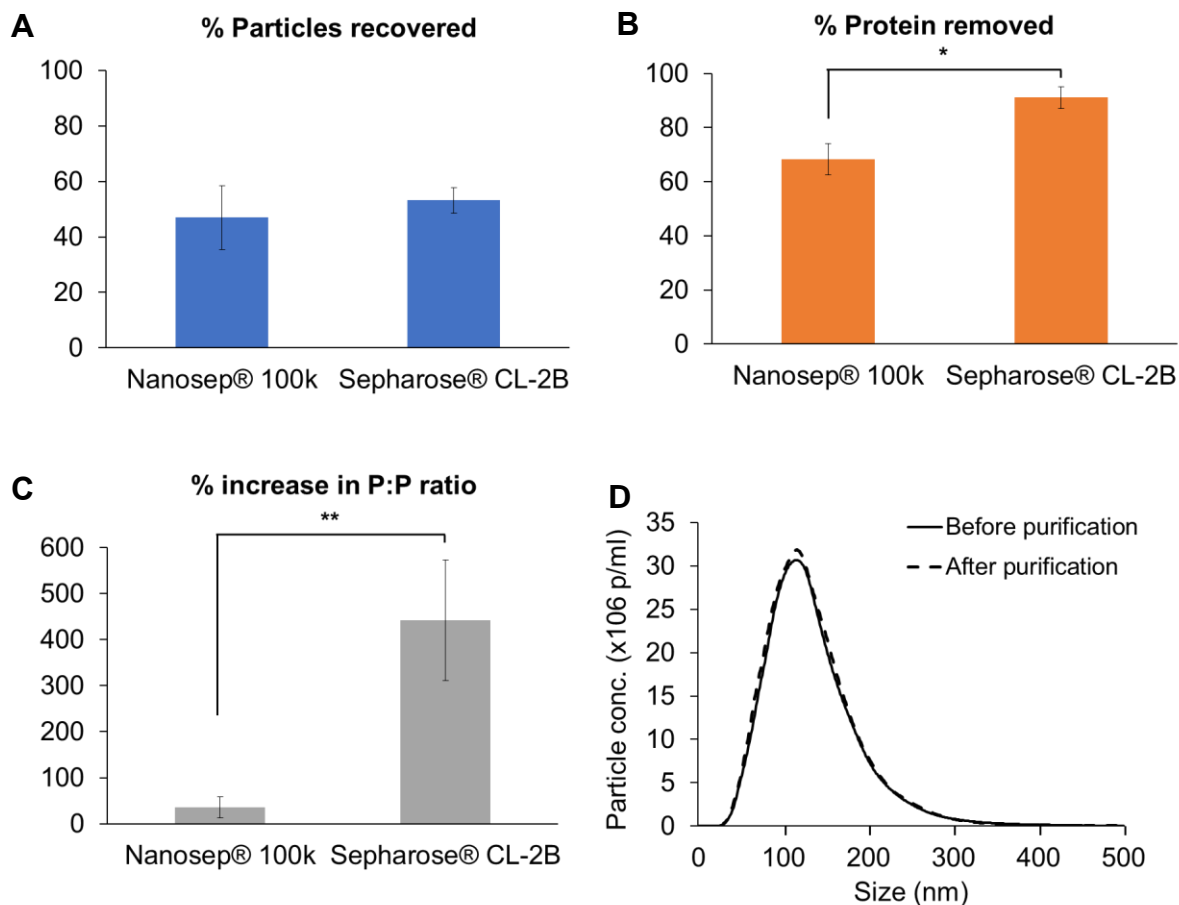 A
% Particles recovered
100
80
60
40
20
0
Nanosep® 100k
Sepharose® CL-2B
B
% Protein removed
*
100
80
60
40
20
0
Nanosep® 100k
Sepharose® CL-2B
C
% increase in P:P ratio
**
600
500
400
300
200
100
0
Nanosep® 100k
Sepharose® CL-2B
D
Particle conc. (x106 p/ml)
35
30
25
20
15
10
5
0
Before purification
After purification
0 100 200 300 400 500
Size (nm)